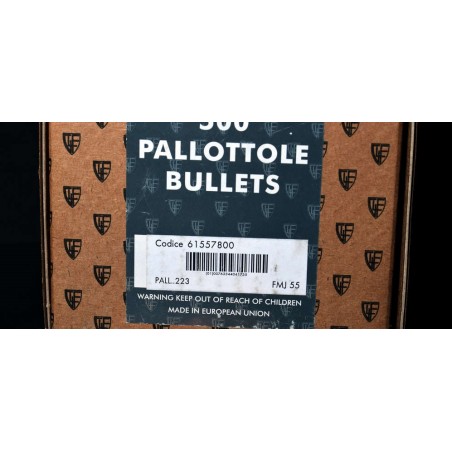 500
PALLOTTOLE
BULLETS
Codice 61557800
PALL .223
FMJ 55
WARNING KEEP OUT OF REACH OF CHILDREN
MADE IN EUROPEAN UNION